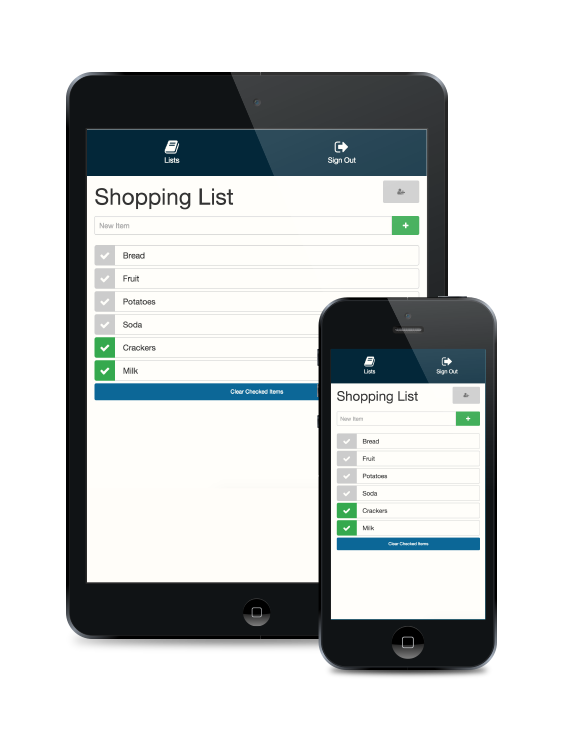 Lists
Sign Out
Shopping List
New Item
Bread
Fruit
Potatoes
Soda
Crackers
Milk
Clear Checked Items
Lists
Sign Out
Shopping List
New Item
Bread
Fruit
Potatoes
Soda
Crackers
Milk
Clear Checked Items